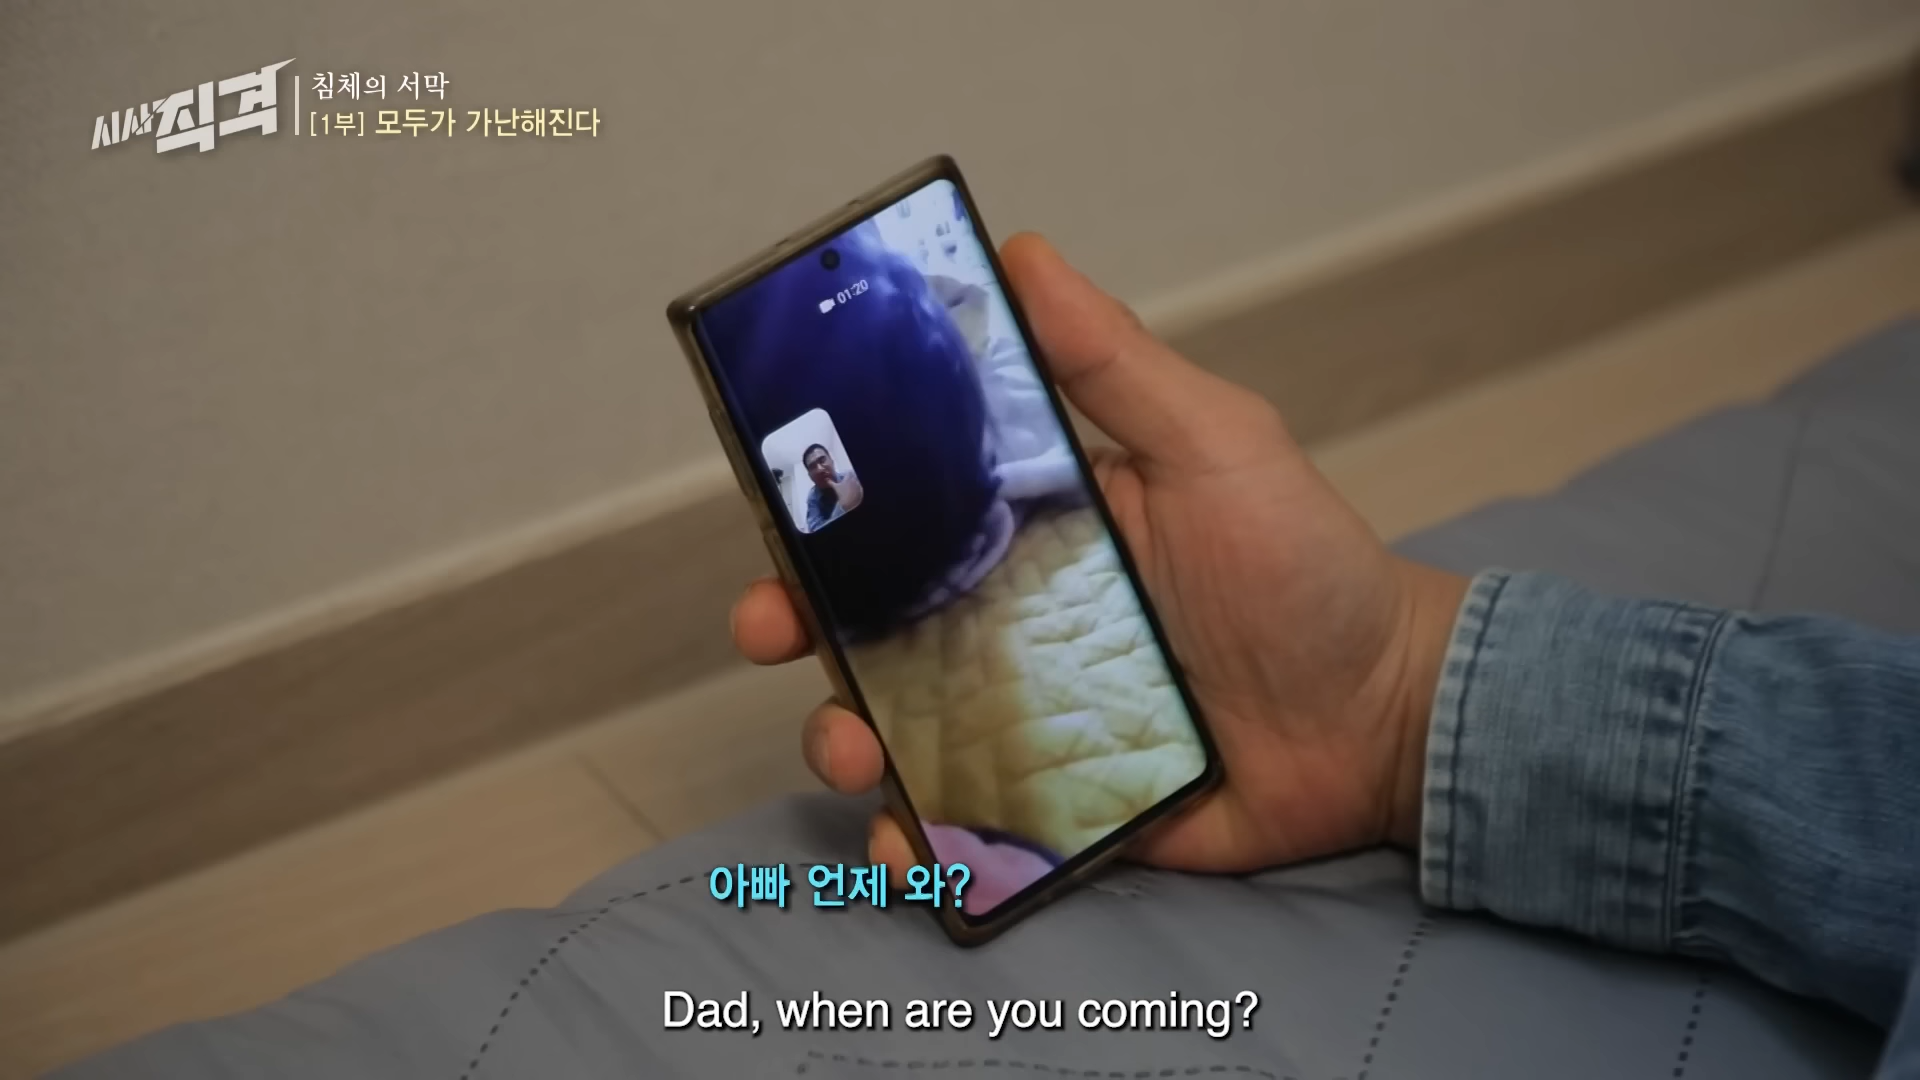 시사직격
침체의 서막
[1부] 모두가 가난해진다
01:20
아빠 언제 와?
Dad, when are you coming?